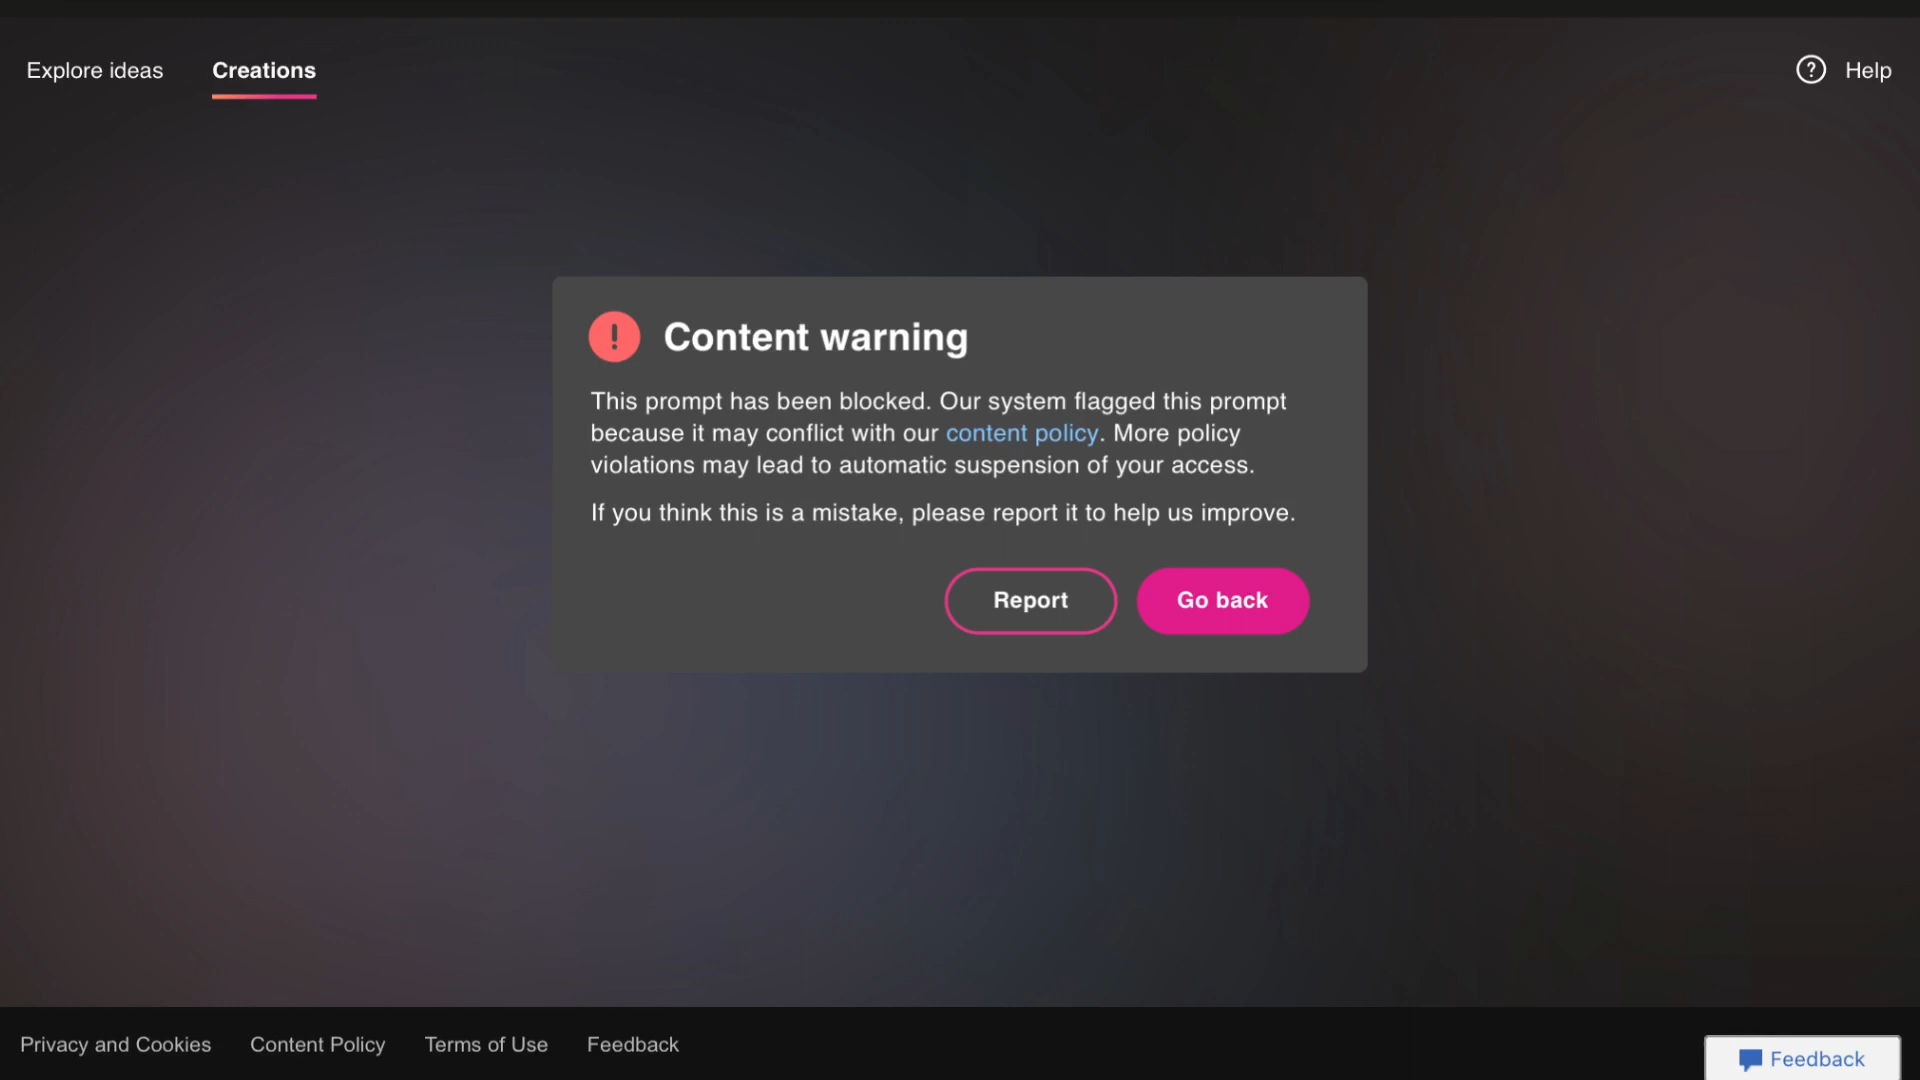 Explore ideas
Creations
Help
Content warning
This prompt has been blocked. Our system flagged this prompt
because it may conflict with our content policy. More policy
violations may lead to automatic suspension of your access.
If you think this is a mistake, please report it to help us improve.
Report
Go back
Privacy and Cookies
Content Policy
Terms of Use
Feedback
Feedback